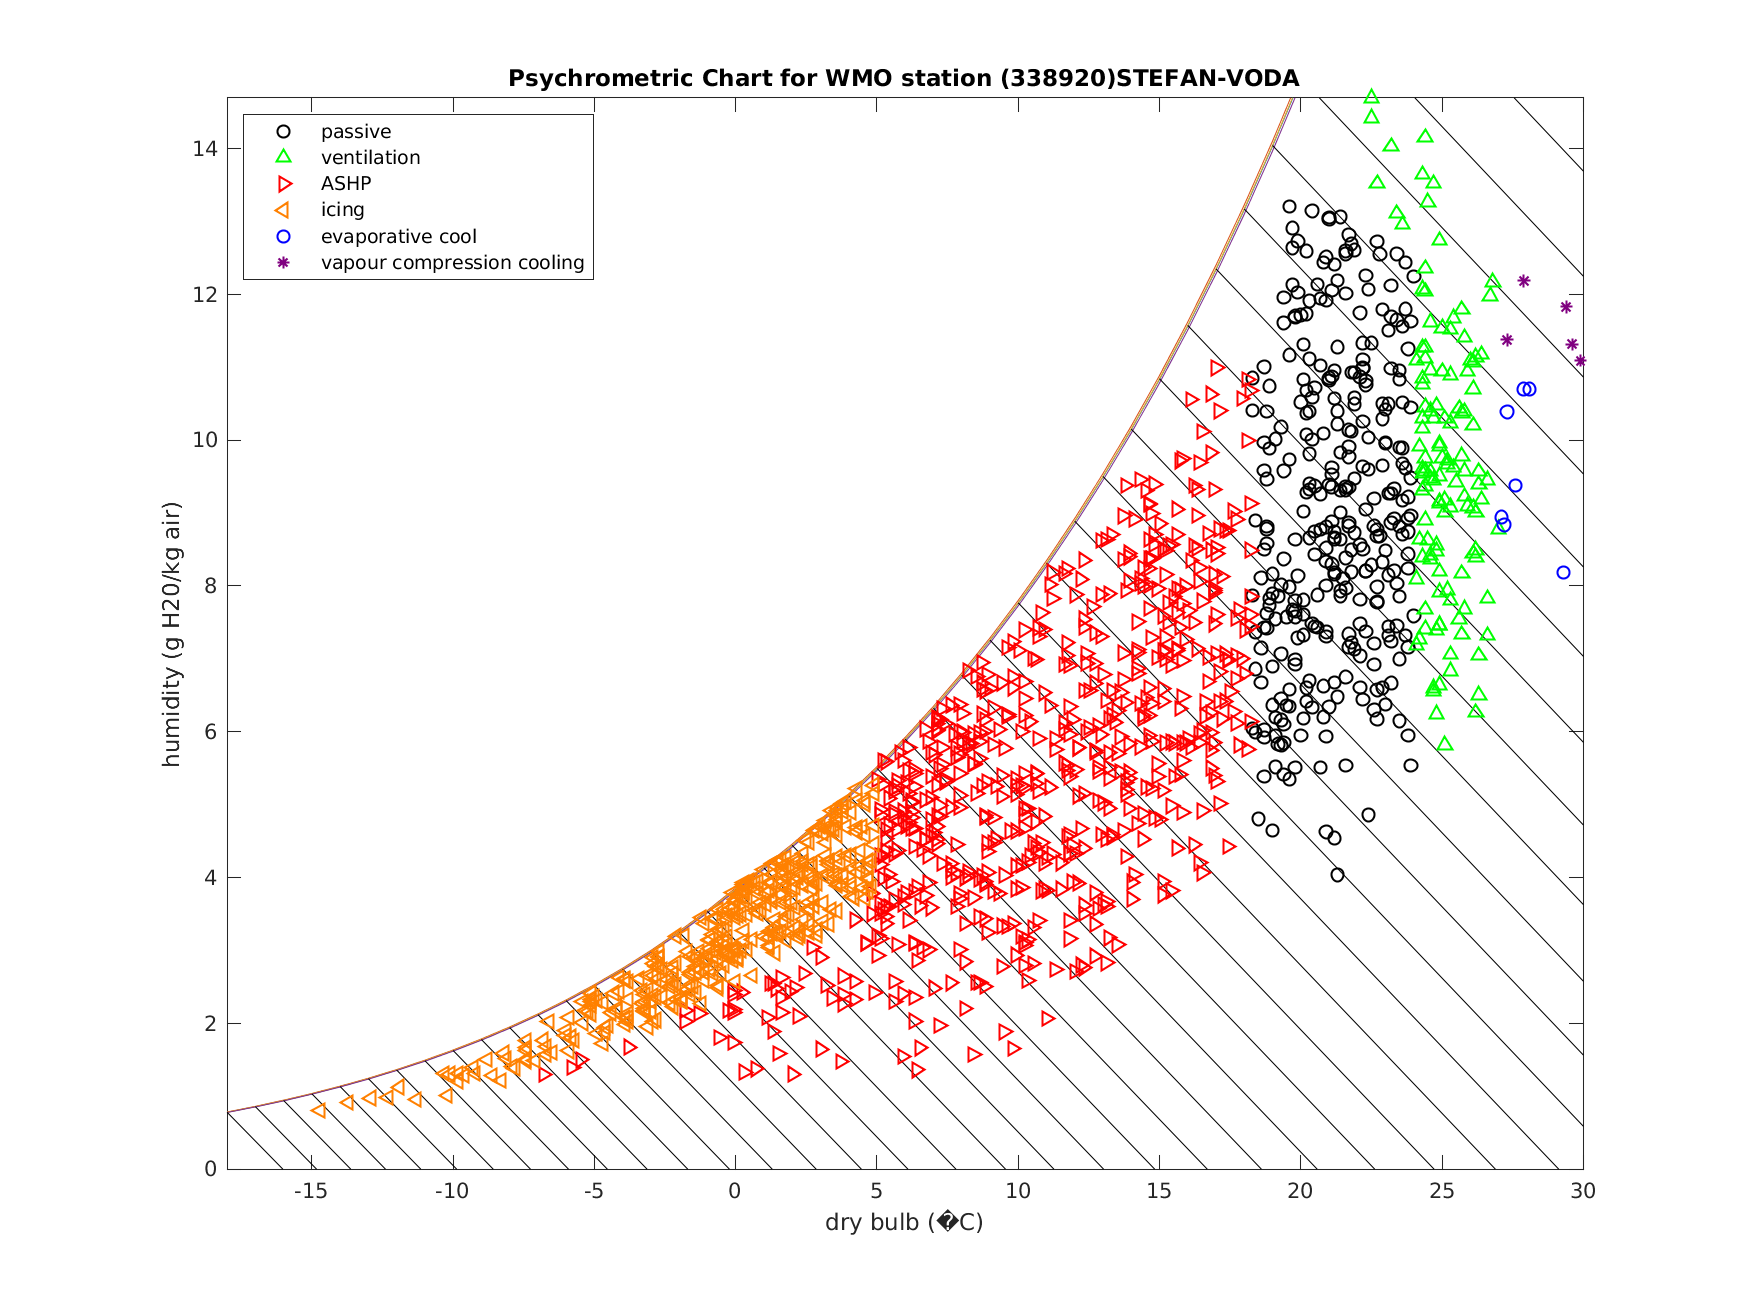 Psychrometric Chart for WMO station (338920)STEFAN-VODA
passive
ventilation
ASHP
icing
evaporative cool
vapour compression cooling
humidity (g H20/kg air)
14
12
10
8
6
4
2
0
-15 -10 -5 0 5 10 15 20 25 30
dry bulb (�C)